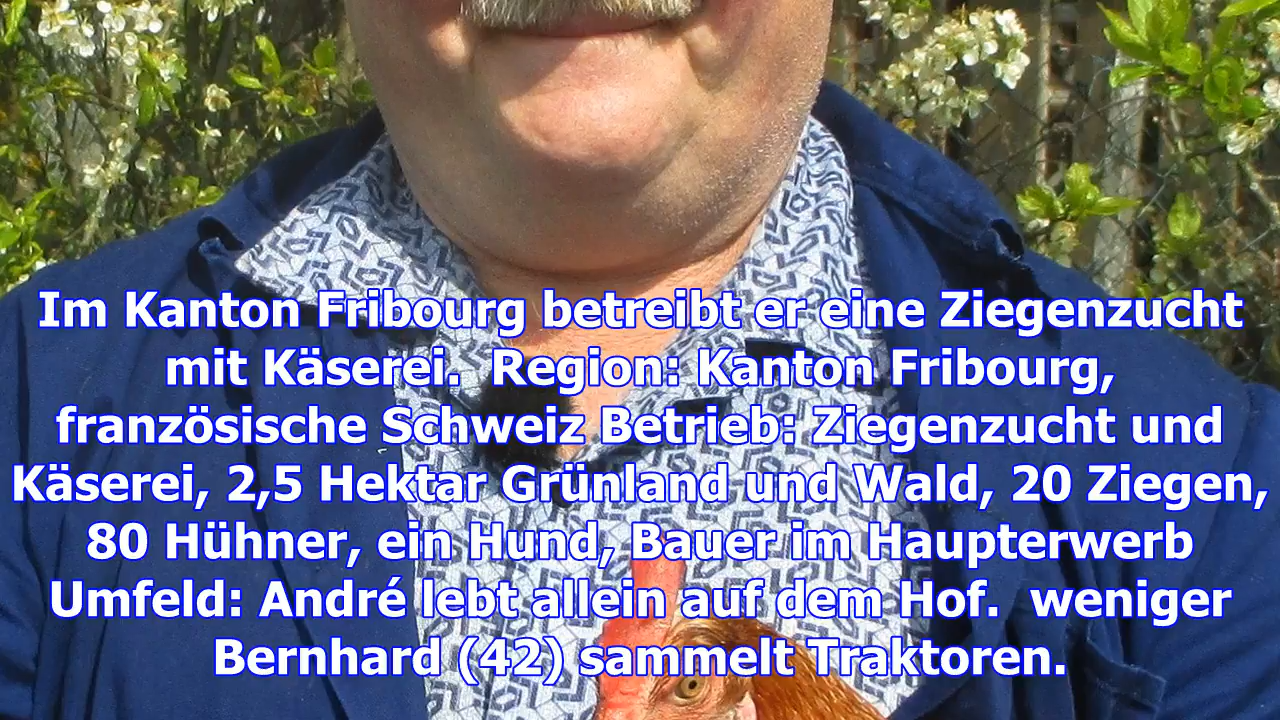 Im Kanton Fribourg betreibt er eine Ziegenzucht
mit Käserei.  Region: Kanton Fribourg,
französische Schweiz Betrieb: Ziegenzucht und
Käserei, 2,5 Hektar Grünland und Wald, 20 Ziegen,
80 Hühner, ein Hund, Bauer im Haupterwerb
Umfeld: André lebt allein auf dem Hof.  weniger
Bernhard (42) sammelt Traktoren.